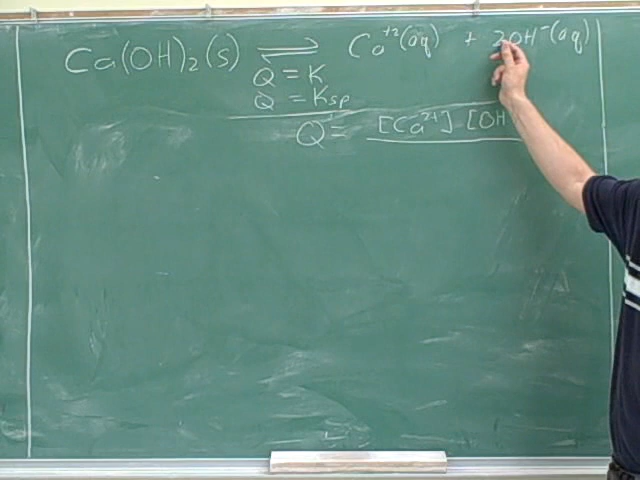 Ca(OH)₂(s) ⇌ Ca⁺²(aq) + 2OH⁻(aq)
Q = K
Q = Ksp
Q = [Ca²⁺] [OH